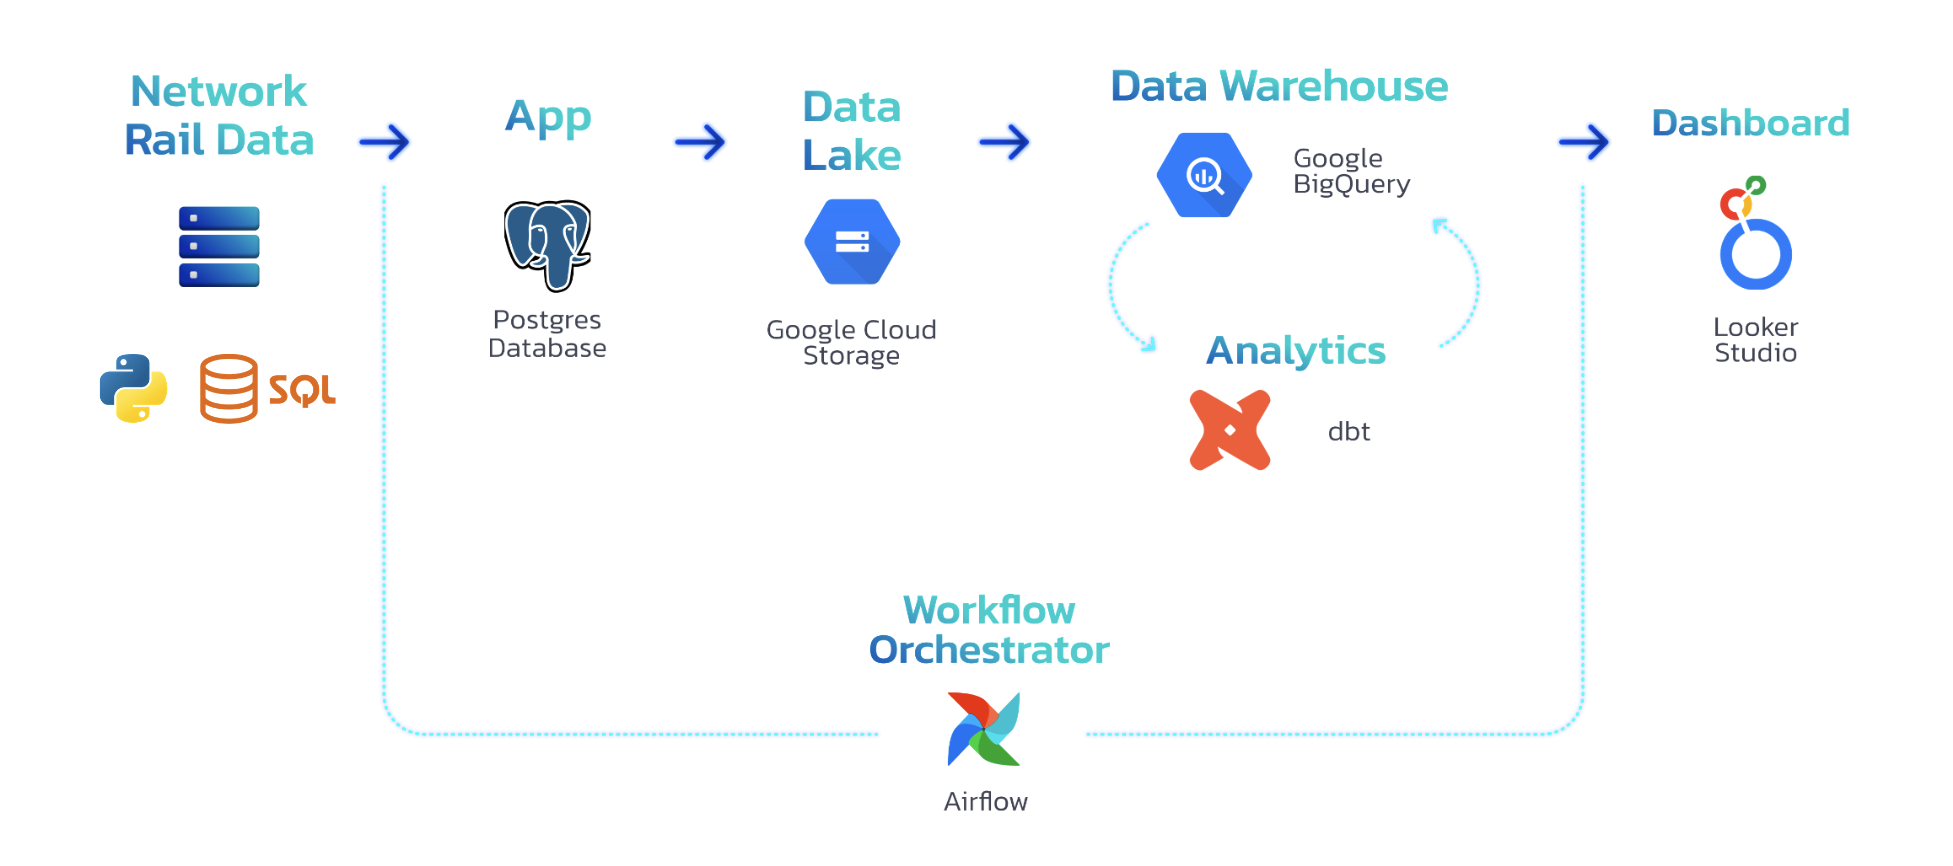 Network
Rail Data
SQL
App
Postgres
Database
Data
Lake
Google Cloud
Storage
Data Warehouse
Google
BigQuery
Analytics
dbt
Dashboard
Looker
Studio
Workflow
Orchestrator
Airflow